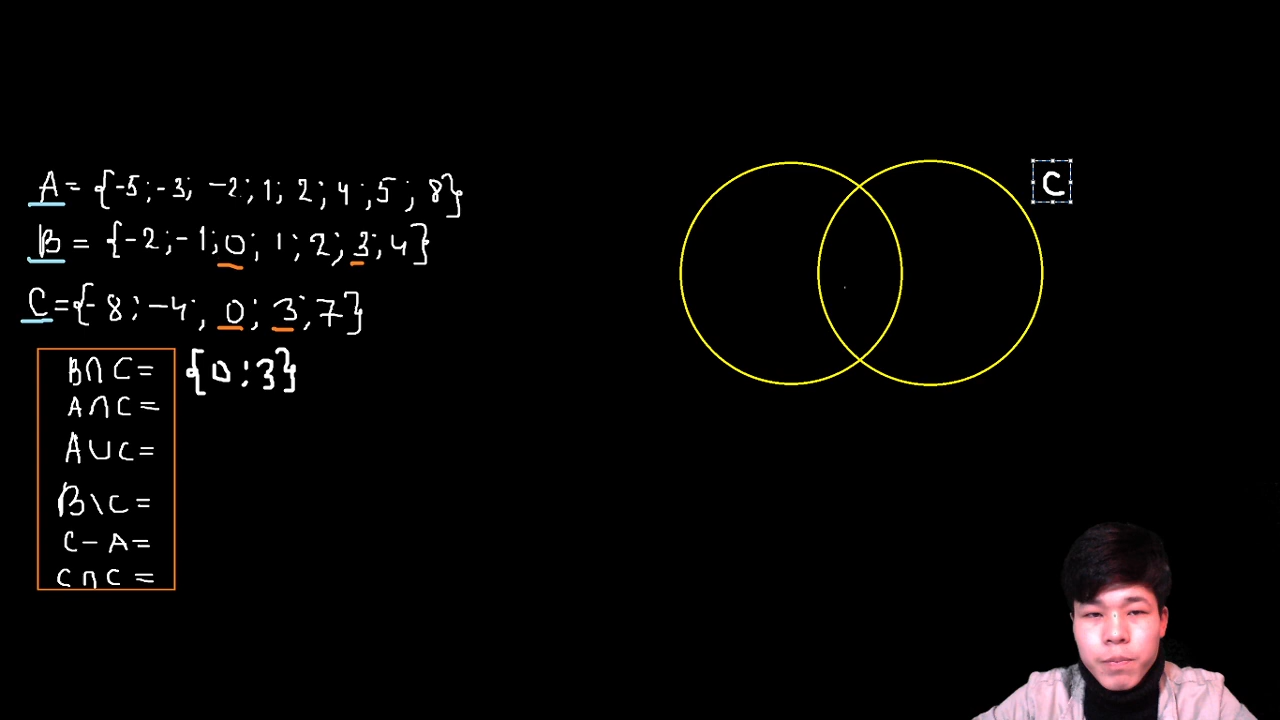 A = {-5; -3; -2; 1; 2; 4; 5; 8}
B = {-2; -1; 0; 1; 2; 3; 4}
C = {-8; -4; 0; 3; 7}
B∩C = {0; 3}
A∩C =
A∪C =
B\C =
C-A =
C∩C =
C